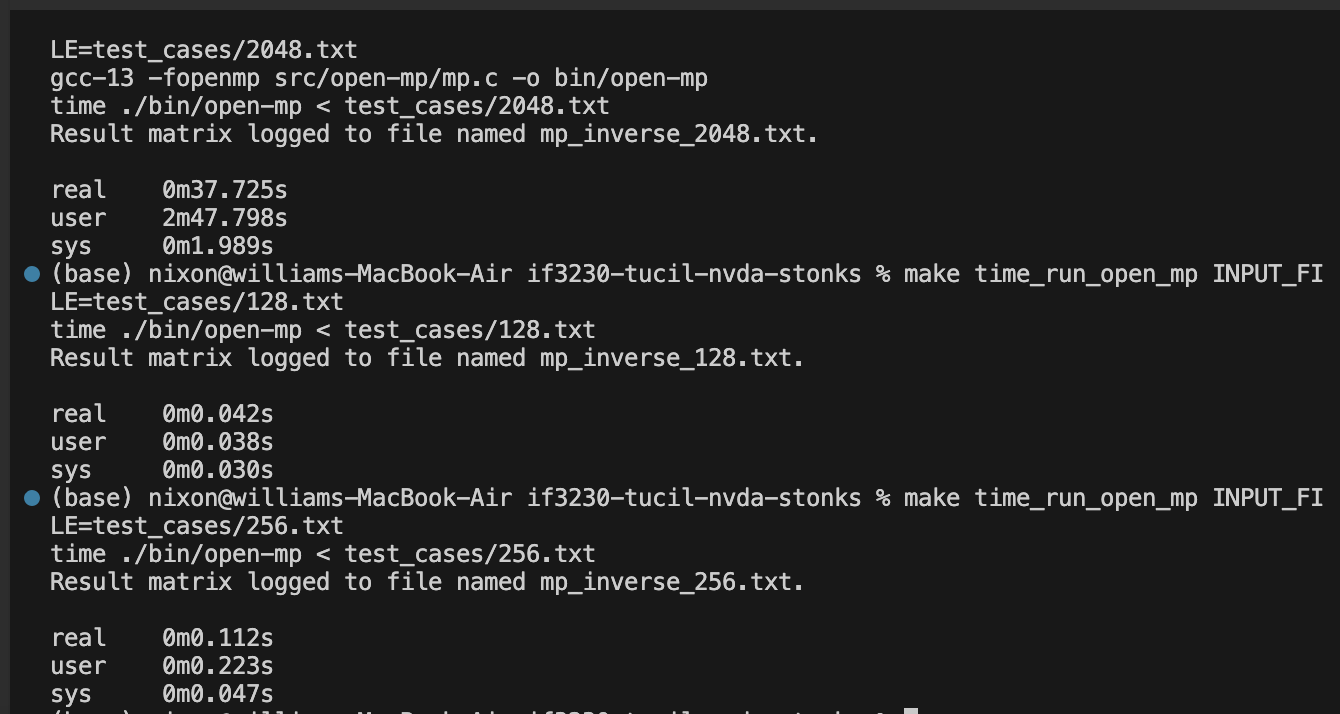 LE=test_cases/2048.txt
gcc-13 -fopenmp src/open-mp/mp.c -o bin/open-mp
time ./bin/open-mp < test_cases/2048.txt
Result matrix logged to file named mp_inverse_2048.txt.
real    0m37.725s
user    2m47.798s
sys     0m1.989s
(base) nixon@williams-MacBook-Air if3230-tucil-nvda-stonks % make time_run_open_mp INPUT_FI
LE=test_cases/128.txt
time ./bin/open-mp < test_cases/128.txt
Result matrix logged to file named mp_inverse_128.txt.
real    0m0.042s
user    0m0.038s
sys     0m0.030s
(base) nixon@williams-MacBook-Air if3230-tucil-nvda-stonks % make time_run_open_mp INPUT_FI
LE=test_cases/256.txt
time ./bin/open-mp < test_cases/256.txt
Result matrix logged to file named mp_inverse_256.txt.
real    0m0.112s
user    0m0.223s
sys     0m0.047s